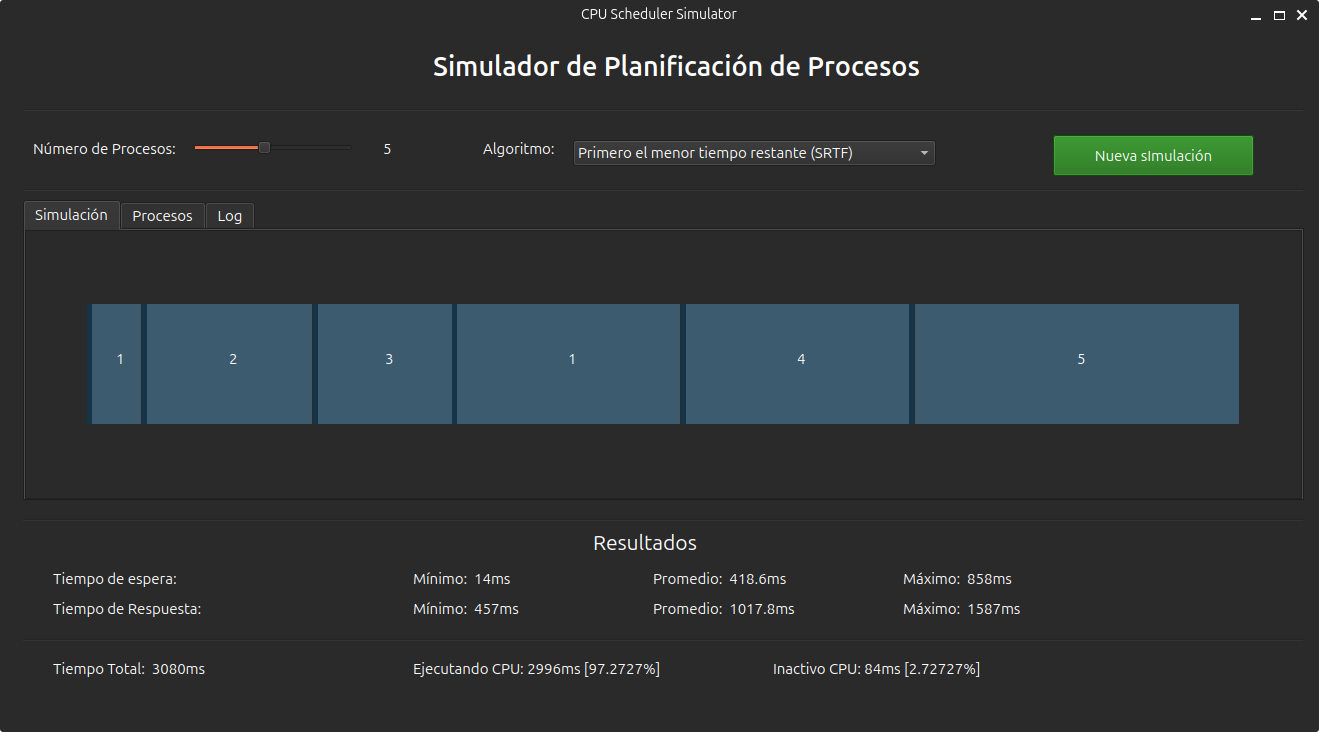 CPU Scheduler Simulator
Simulador de Planificación de Procesos
Número de Procesos: 5 Algoritmo: Primero el menor tiempo restante (SRTF) Nueva sImulación
Simulación Procesos Log
1 2 3 1 4 5
Resultados
Tiempo de espera: Mínimo: 14ms Promedio: 418.6ms Máximo: 858ms
Tiempo de Respuesta: Mínimo: 457ms Promedio: 1017.8ms Máximo: 1587ms
Tiempo Total: 3080ms Ejecutando CPU: 2996ms [97.2727%] Inactivo CPU: 84ms [2.72727%]